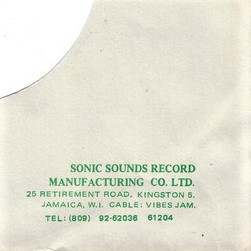 SONIC SOUNDS RECORD
MANUFACTURING CO. LTD.
25 RETIREMENT ROAD, KINGSTON 5.
JAMAICA, W.I. CABLE: VIBES JAM.
TEL: (809) 92-62036 61204